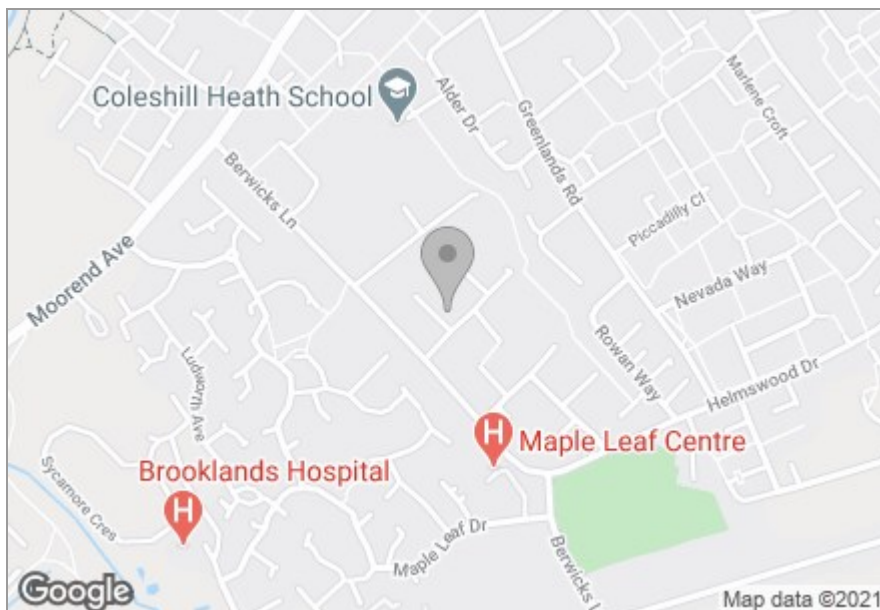 Coleshill Heath School
Alder Dr
Greenlands Rd
Marlene Croft
Berwicks Ln
Moorend Ave
Piccadilly Cl
Nevada Way
Rowan Way
Helmswood Dr
Ludworth Ave
H
Maple Leaf Centre
Brooklands Hospital
H
Sycamore Cres
Maple Leaf Dr
Berwicks L
Google
Map data ©2021